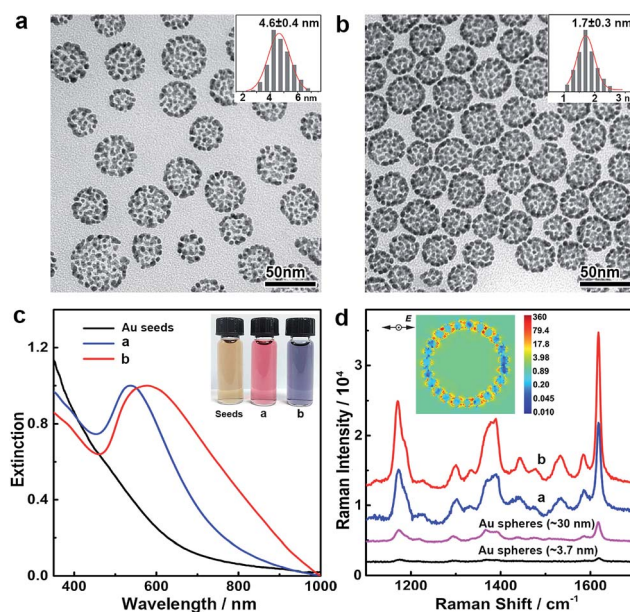 a
4.6±0.4 nm
2 4 6 nm
50nm
b
1.7±0.3 nm
1 2 3 nm
50nm
c
Au seeds
a
b
Seeds a b
Extinction
1.2
0.8
0.4
0.0
400 500 600 700 800 900 1000
Wavelength / nm
d
E
360
79.4
17.8
3.98
0.89
0.20
0.045
0.010
Raman Intensity / 10⁴
3
2
1
0
b
a
Au spheres (~30 nm)
Au spheres (~3.7 nm)
1200 1400 1600
Raman Shift / cm⁻¹